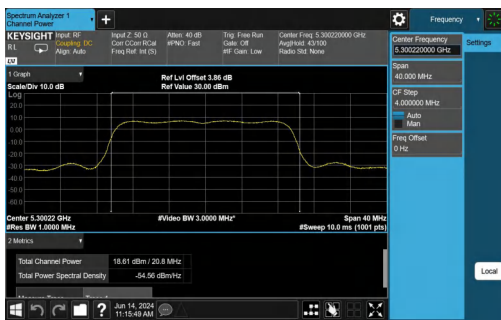 Spectrum Analyzer 1
Channel Power
Frequency
KEYSIGHT
Input: RF
Coupling: DC
Align: Auto
Input Z: 50 Ω
Corr CCorr RCal
Freq Ref: Int (S)
Atten: 40 dB
#PNO: Fast
Trig: Free Run
Gate: Off
#IF Gain: Low
Center Freq: 5.300220000 GHz
Avg|Hold: 43/100
Radio Std: None
RL
Center Frequency
5.300220000 GHz
Settings
Span
40.000 MHz
CF Step
4.000000 MHz
Auto
Man
Freq Offset
0 Hz
1 Graph
Scale/Div 10.0 dB
Ref Lvl Offset 3.86 dB
Ref Value 30.00 dBm
Log
20.0
10.0
0.00
-10.0
-20.0
-30.0
-40.0
-50.0
-60.0
Center 5.30022 GHz
#Res BW 1.0000 MHz
#Video BW 3.0000 MHz*
Span 40 MHz
#Sweep 10.0 ms (1001 pts)
2 Metrics
Total Channel Power
18.61 dBm / 20.8 MHz
Total Power Spectral Density
-54.56 dBm/Hz
Local
?
Jun 14, 2024
11:15:49 AM